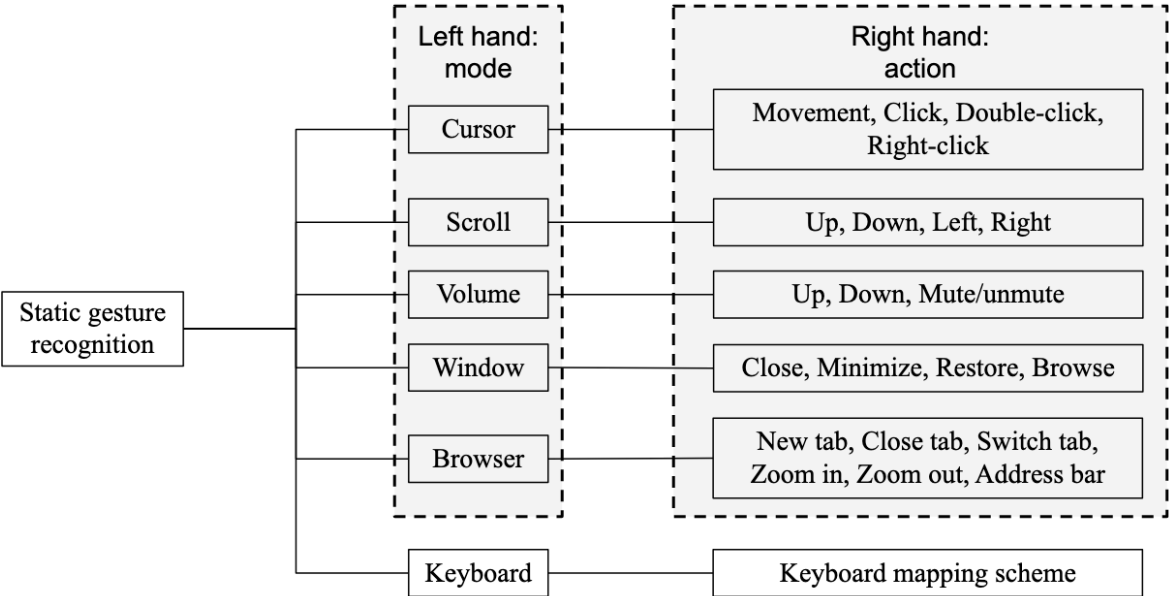 Left hand:
mode
Right hand:
action
Cursor
Movement, Click, Double-click,
Right-click
Scroll
Up, Down, Left, Right
Volume
Up, Down, Mute/unmute
Static gesture
recognition
Window
Close, Minimize, Restore, Browse
Browser
New tab, Close tab, Switch tab,
Zoom in, Zoom out, Address bar
Keyboard
Keyboard mapping scheme